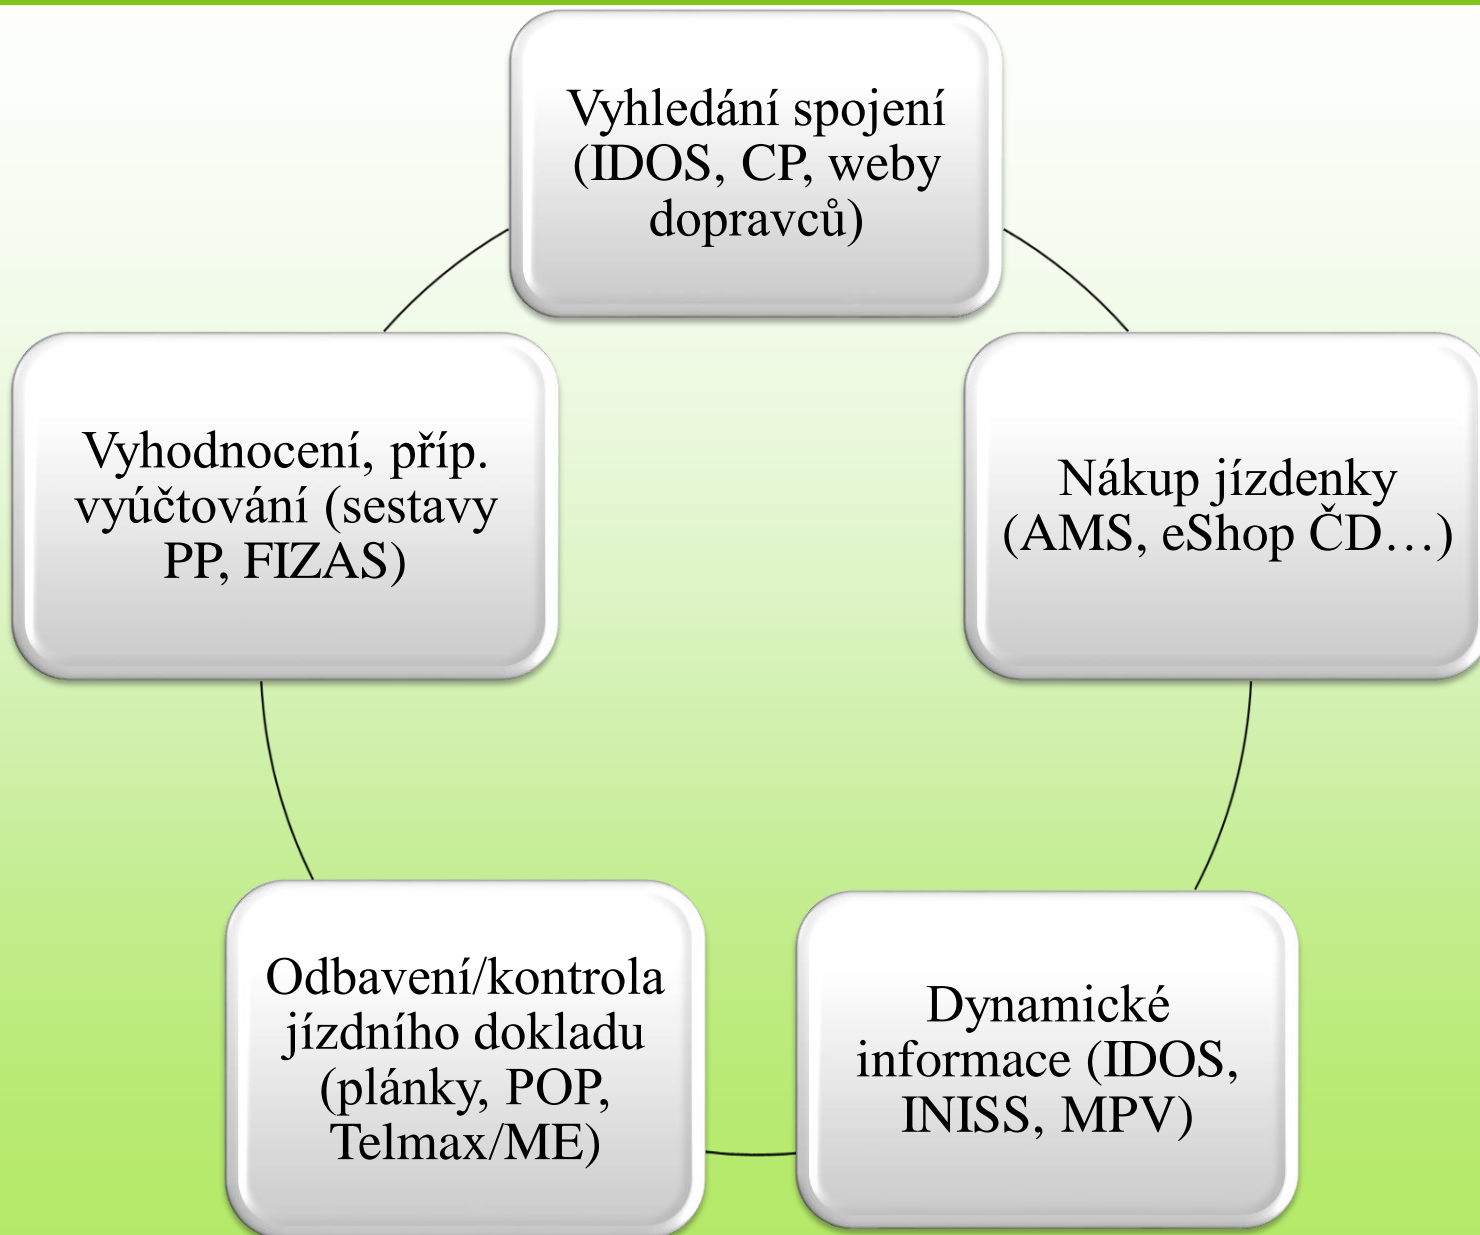 Vyhledání spojení
(IDOS, CP, weby
dopravců)
Nákup jízdenky
(AMS, eShop ČD…)
Dynamické
informace (IDOS,
INISS, MPV)
Odbavení/kontrola
jízdního dokladu
(plánky, POP,
Telmax/ME)
Vyhodnocení, příp.
vyúčtování (sestavy
PP, FIZAS)